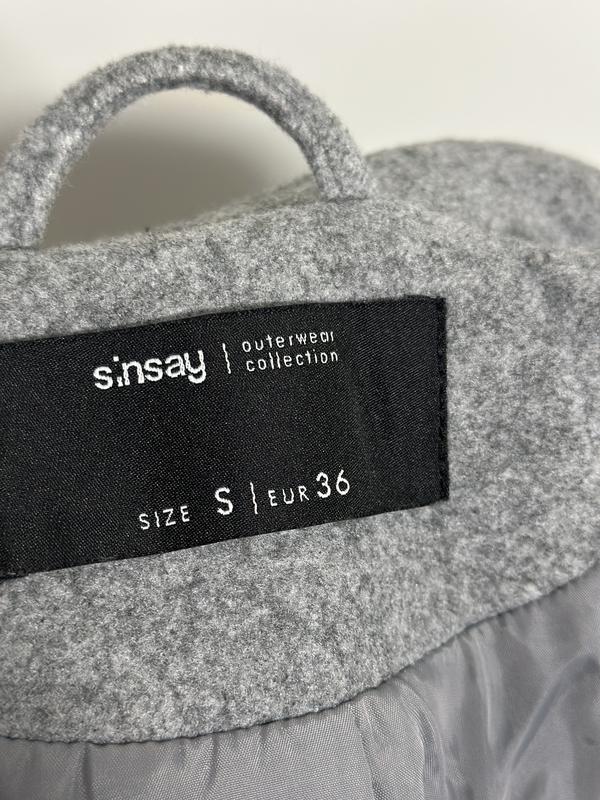 sinsay | outerwear
collection
SIZE S | EUR 36